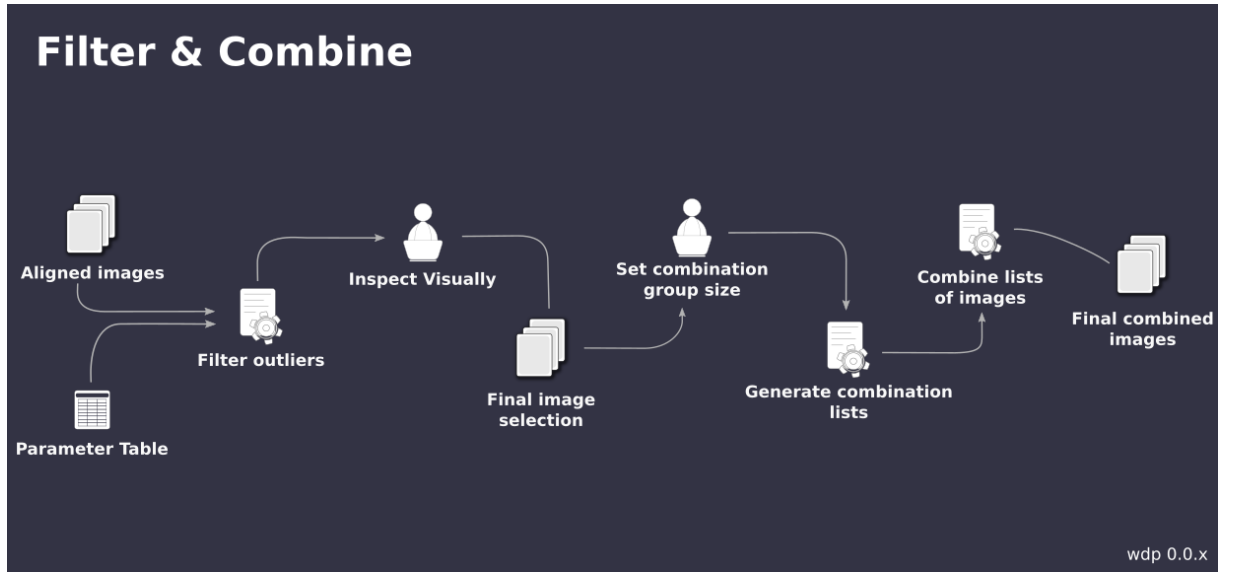 Filter & Combine
Aligned images
Parameter Table
Filter outliers
Inspect Visually
Final image
selection
Set combination
group size
Generate combination
lists
Combine lists
of images
Final combined
images
wdp 0.0.x